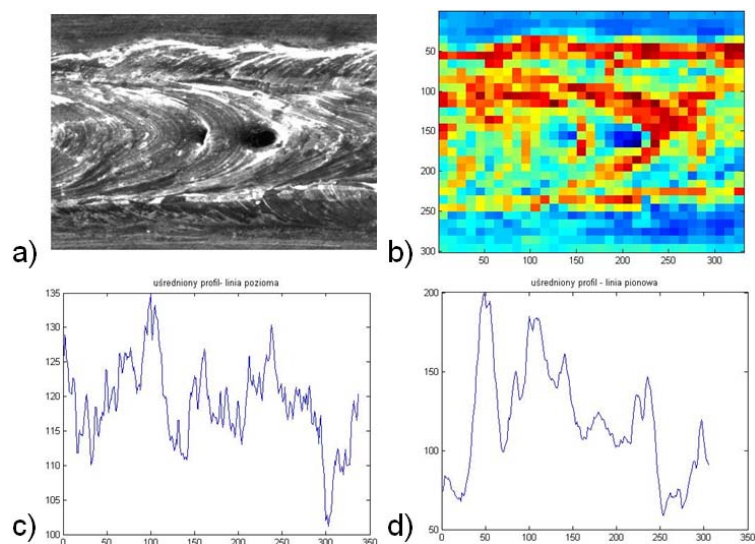 a)
b)
50
100
150
200
250
300
50 100 150 200 250 300
c)
uśredniony profil- linia pozioma
135
130
125
120
115
110
105
100
0 50 100 150 200 250 300 350
d)
uśredniony profil - linia pionowa
200
150
100
50
0 50 100 150 200 250 300 350